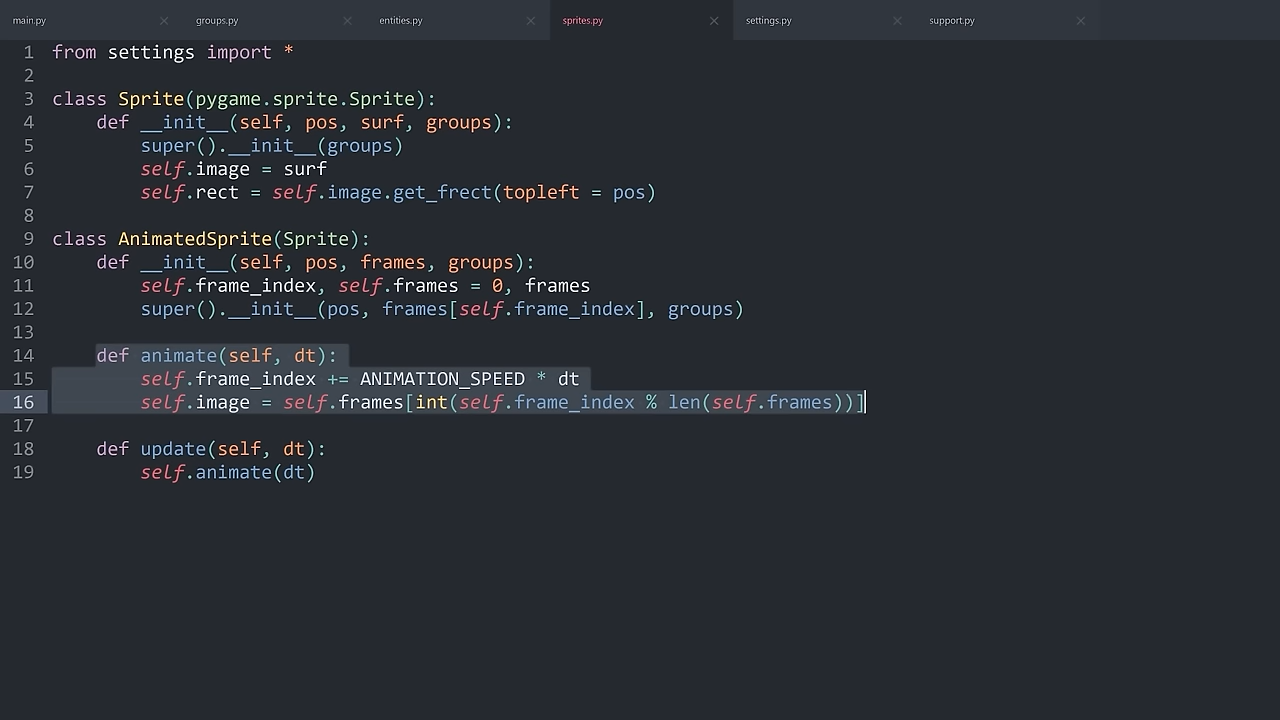 main.py groups.py entities.py sprites.py settings.py support.py
1 from settings import *
2
3 class Sprite(pygame.sprite.Sprite):
4     def __init__(self, pos, surf, groups):
5         super().__init__(groups)
6         self.image = surf
7         self.rect = self.image.get_frect(topleft = pos)
8
9 class AnimatedSprite(Sprite):
10     def __init__(self, pos, frames, groups):
11         self.frame_index, self.frames = 0, frames
12         super().__init__(pos, frames[self.frame_index], groups)
13
14     def animate(self, dt):
15         self.frame_index += ANIMATION_SPEED * dt
16         self.image = self.frames[int(self.frame_index % len(self.frames))]
17
18     def update(self, dt):
19         self.animate(dt)